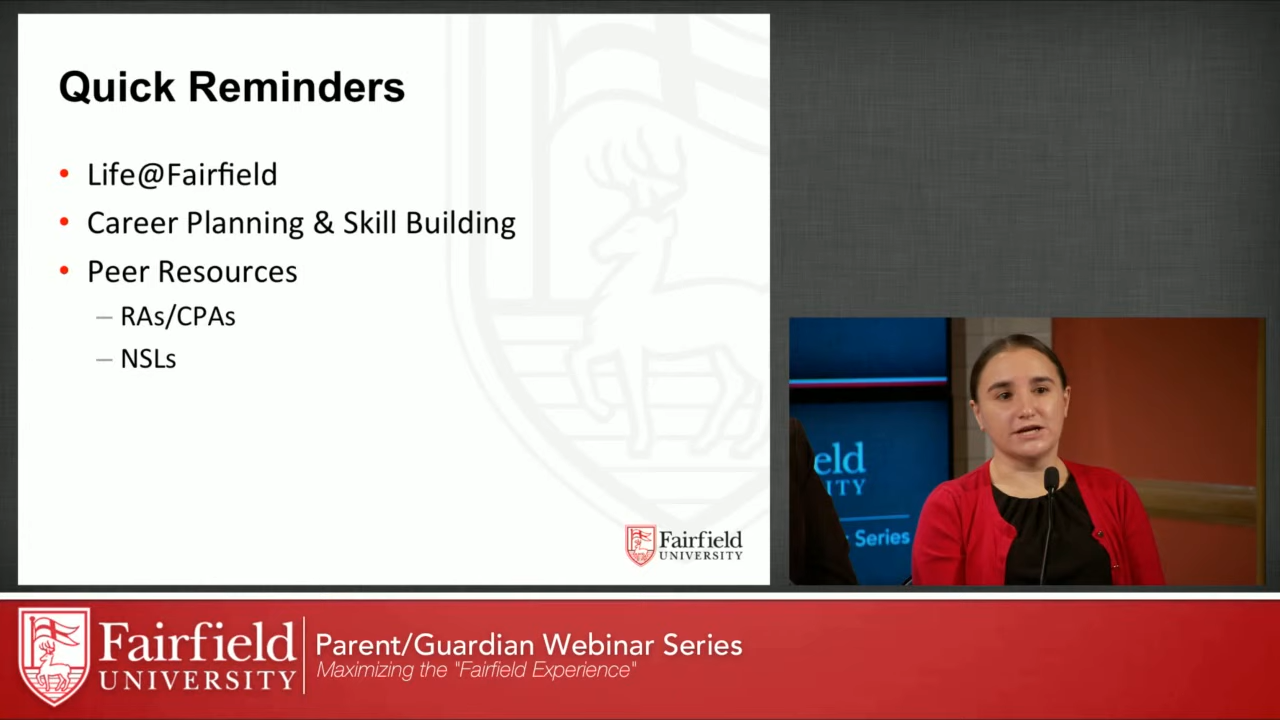 Quick Reminders
• Life@Fairfield
• Career Planning & Skill Building
• Peer Resources
– RAs/CPAs
– NSLs
Fairfield
UNIVERSITY
eld
ITY
Series
Fairfield
UNIVERSITY
Parent/Guardian Webinar Series
Maximizing the "Fairfield Experience"